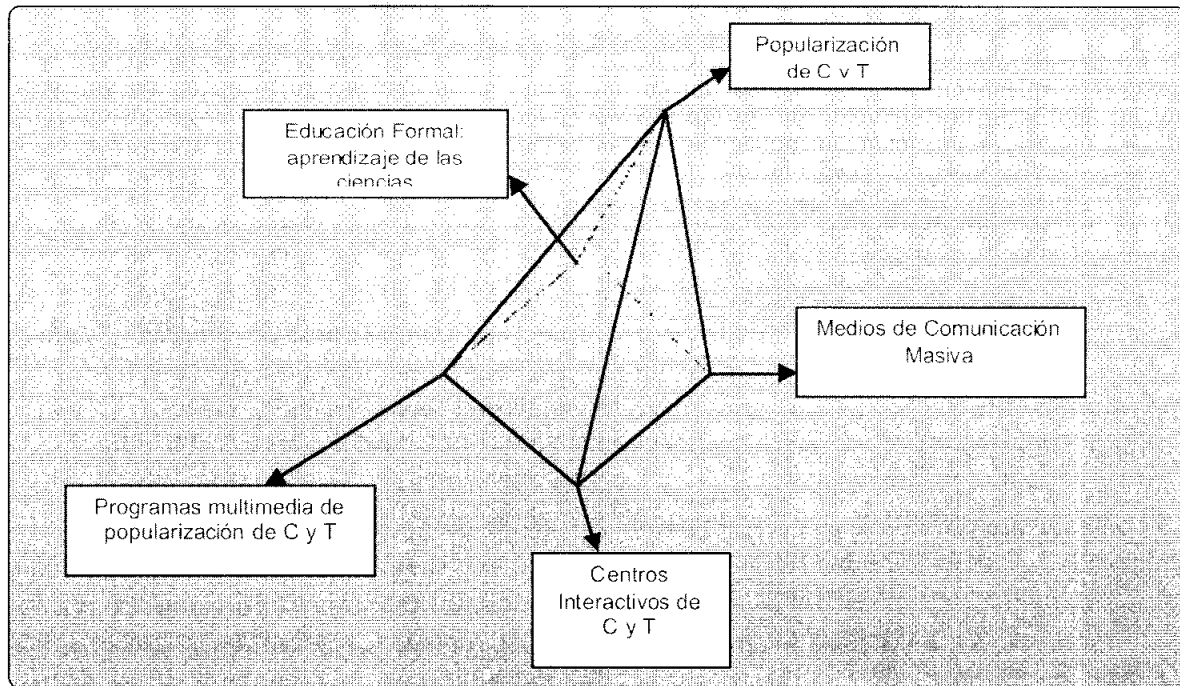 Popularización
de C y T
Educación Formal:
aprendizaje de las
ciencias
Medios de Comunicación
Masiva
Programas multimedia de
popularización de C y T
Centros
Interactivos de
C y T